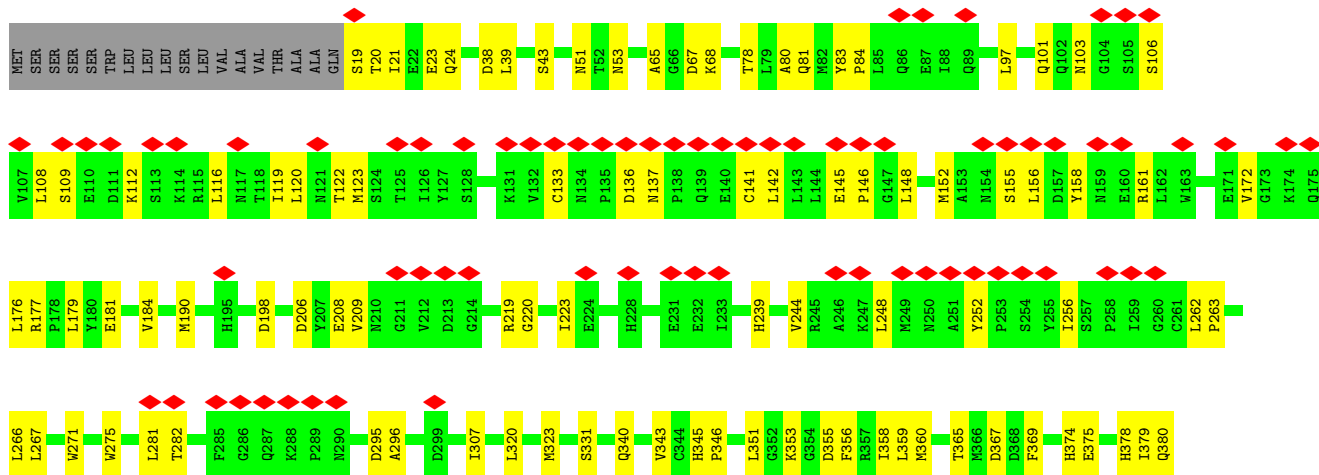 MET SER SER SER SER TRP LEU LEU LEU SER LEU VAL ALA VAL THR ALA ALA GLN S19 T20 I21 E22 E23 Q24 D38 L39 S43 N51 T52 N53 A65 G66 D67 K68 T78 L79 A80 Q81 M82 Y83 P84 L85 Q86 E87 I88 Q89 L97 Q101 Q102 N103 G104 S105 S106
V107 L108 S109 E110 D111 K112 S113 K114 R115 L116 N117 T118 I119 L120 N121 T122 M123 S124 T125 I126 Y127 S128 K131 V132 C133 N134 P135 D136 N137 P138 Q139 E140 C141 L142 L143 L144 E145 P146 G147 L148 M152 A153 N154 S155 L156 D157 Y158 N159 E160 R161 L162 W163 E171 V172 G173 K174 Q175
L176 R177 P178 L179 Y180 E181 V184 M190 H195 D198 D206 Y207 E208 V209 N210 G211 V212 D213 G214 R219 G220 I223 E224 H228 E231 E232 I233 H239 V244 R245 A246 K247 L248 M249 N250 A251 Y252 P253 S254 Y255 I256 S257 P258 I259 G260 C261 L262 P263
L266 L267 W271 W275 L281 T282 F285 G286 Q287 K288 P289 N290 D295 A296 D299 I307 L320 M323 S331 Q340 V343 C344 H345 P346 L351 G352 K353 G354 D355 F356 R357 I358 L359 M360 T365 M366 D367 D368 F369 H374 E375 H378 I379 Q380